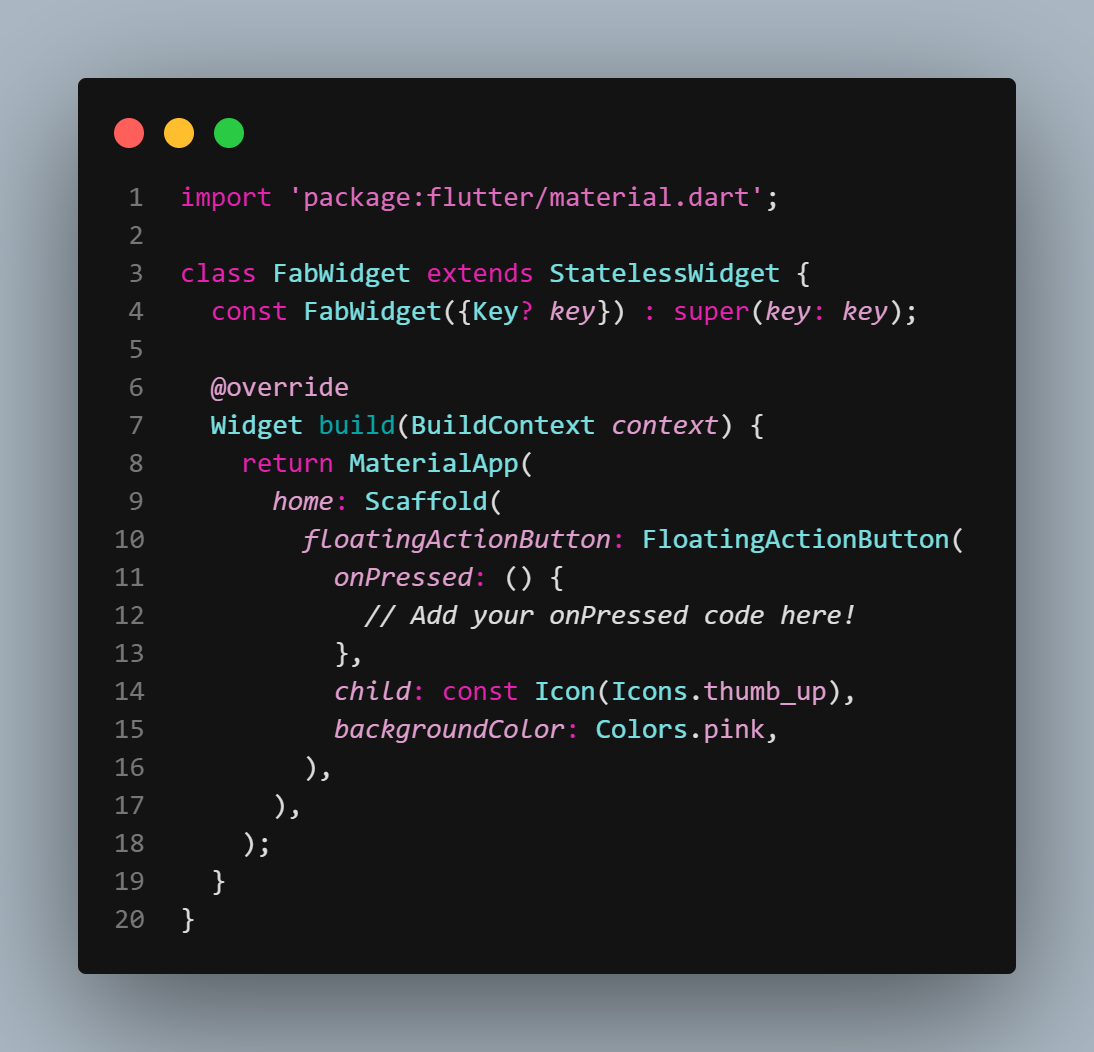 1 import 'package:flutter/material.dart';
2
3 class FabWidget extends StatelessWidget {
4   const FabWidget({Key? key}) : super(key: key);
5
6   @override
7   Widget build(BuildContext context) {
8     return MaterialApp(
9       home: Scaffold(
10         floatingActionButton: FloatingActionButton(
11           onPressed: () {
12             // Add your onPressed code here!
13           },
14           child: const Icon(Icons.thumb_up),
15           backgroundColor: Colors.pink,
16         ),
17       ),
18     );
19   }
20 }